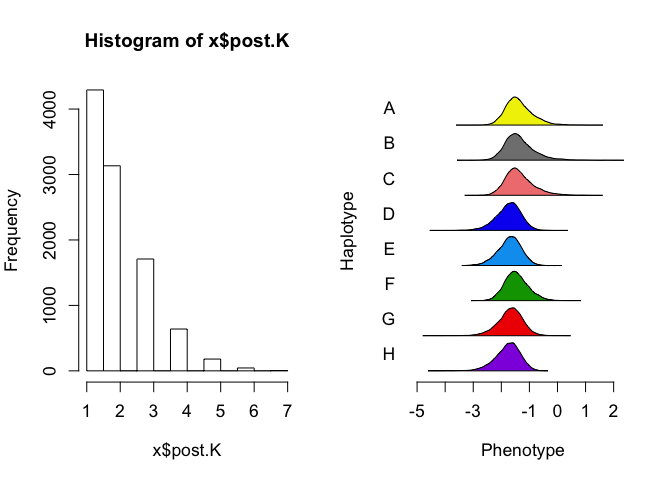 Histogram of x$post.K
Frequency
0
1000
2000
3000
4000
1 2 3 4 5 6 7
x$post.K
Haplotype
A
B
C
D
E
F
G
H
-5 -3 -1 0 1 2
Phenotype